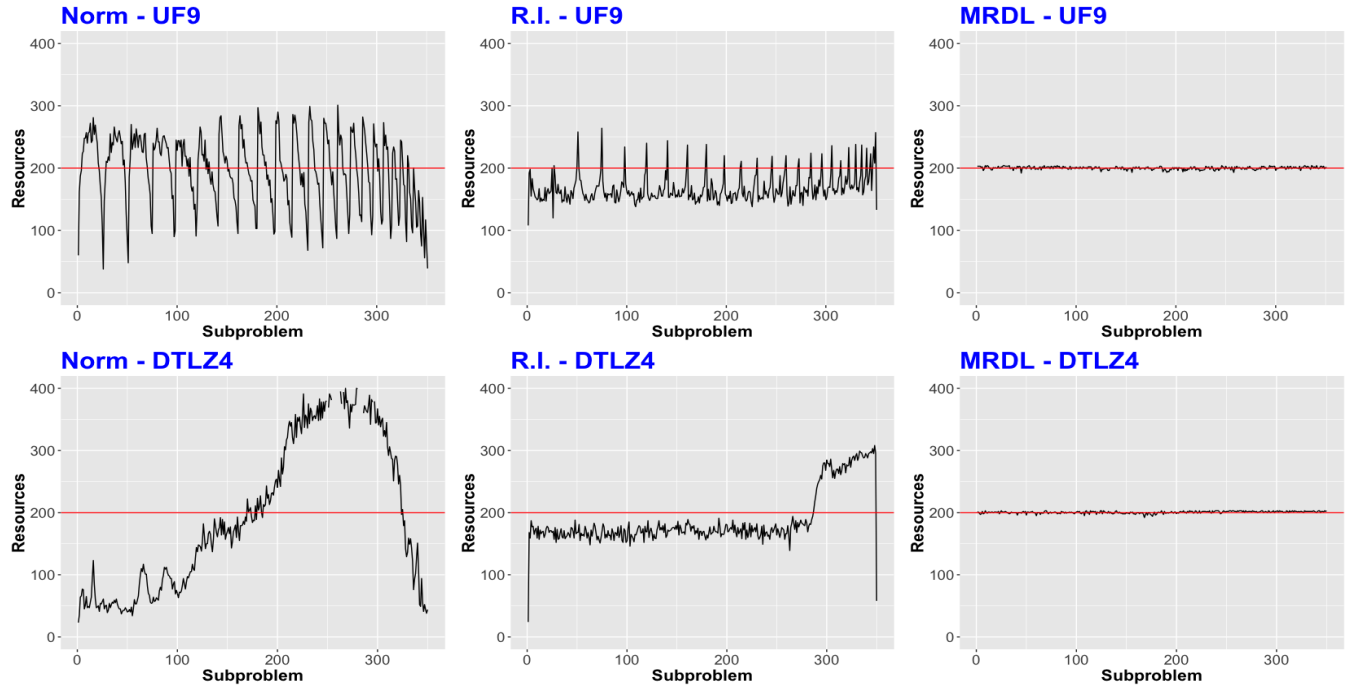 Norm - UF9
400
300
200
100
0
Resources
0 100 200 300
Subproblem
R.I. - UF9
400
300
200
100
0
Resources
0 100 200 300
Subproblem
MRDL - UF9
400
300
200
100
0
Resources
0 100 200 300
Subproblem
Norm - DTLZ4
400
300
200
100
0
Resources
0 100 200 300
Subproblem
R.I. - DTLZ4
400
300
200
100
0
Resources
0 100 200 300
Subproblem
MRDL - DTLZ4
400
300
200
100
0
Resources
0 100 200 300
Subproblem